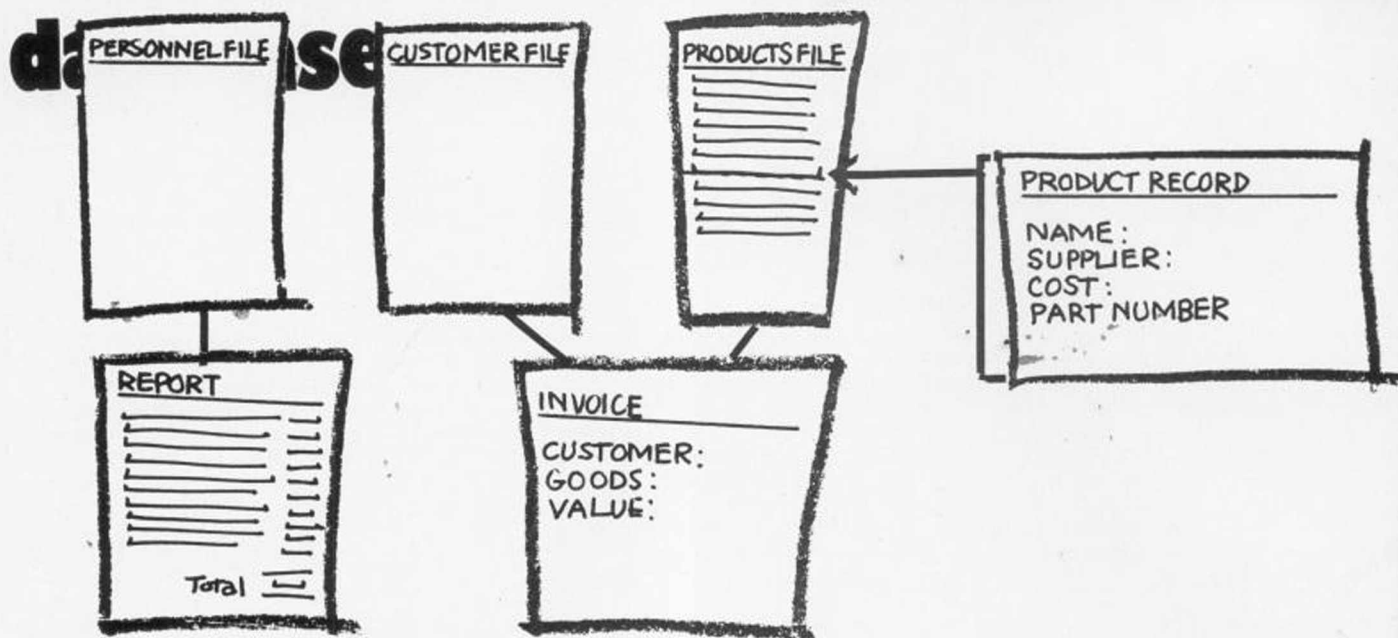 PERSONNEL FILE
CUSTOMER FILE
PRODUCTS FILE
PRODUCT RECORD
NAME:
SUPPLIER:
COST:
PART NUMBER
REPORT
Total
INVOICE
CUSTOMER:
GOODS:
VALUE: